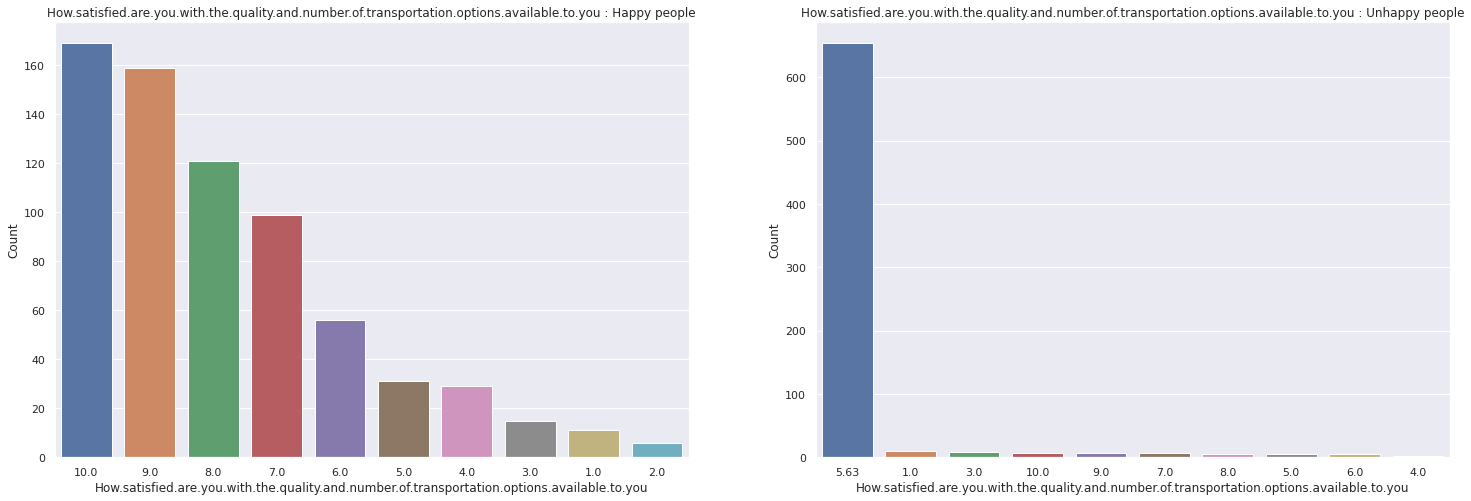 How.satisfied.are.you.with.the.quality.and.number.of.transportation.options.available.to.you : Happy people
160
140
120
100
80
60
40
20
0
Count
10.0 9.0 8.0 7.0 6.0 5.0 4.0 3.0 1.0 2.0
How.satisfied.are.you.with.the.quality.and.number.of.transportation.options.available.to.you
How.satisfied.are.you.with.the.quality.and.number.of.transportation.options.available.to.you : Unhappy people
600
500
400
300
200
100
0
Count
5.63 1.0 3.0 10.0 9.0 7.0 8.0 5.0 6.0 4.0
How.satisfied.are.you.with.the.quality.and.number.of.transportation.options.available.to.you